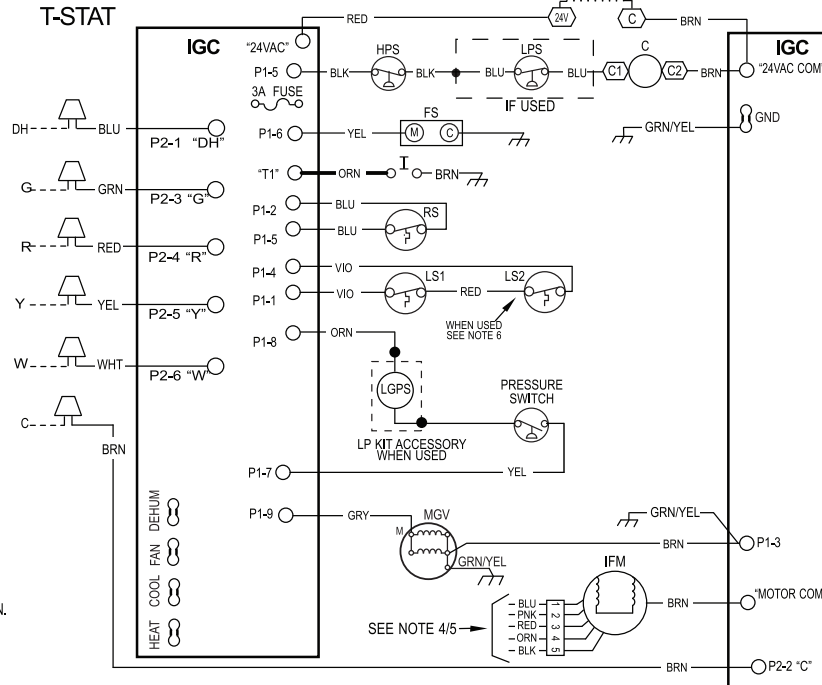 T-STAT
IGC
"24VAC"
RED
24V
C
BRN
IGC
"24VAC COM"
P1-5
BLK
HPS
BLK
BLU
LPS
BLU
C1
C
C2
BRN
IF USED
3A FUSE
GND
GRN/YEL
DH
BLU
P2-1 "DH"
P1-6
YEL
FS
M
C
"T1"
ORN
BRN
G
GRN
P2-3 "G"
P1-2
BLU
RS
P1-5
BLU
R
RED
P2-4 "R"
P1-4
VIO
P1-1
VIO
LS1
RED
LS2
Y
YEL
P2-5 "Y"
WHEN USED
SEE NOTE 6
P1-8
ORN
W
WHT
P2-6 "W"
LGPS
PRESSURE
SWITCH
C
BRN
LP KIT ACCESSORY
WHEN USED
P1-7
YEL
DEHUM
FAN
COOL
HEAT
P1-9
GRY
M
MGV
GRN/YEL
GRN/YEL
BRN
P1-3
IFM
SEE NOTE 4/5
BLU 1
PNK 2
RED 3
ORN 4
BLK 5
BRN
"MOTOR COM
N.
BRN
P2-2 "C"